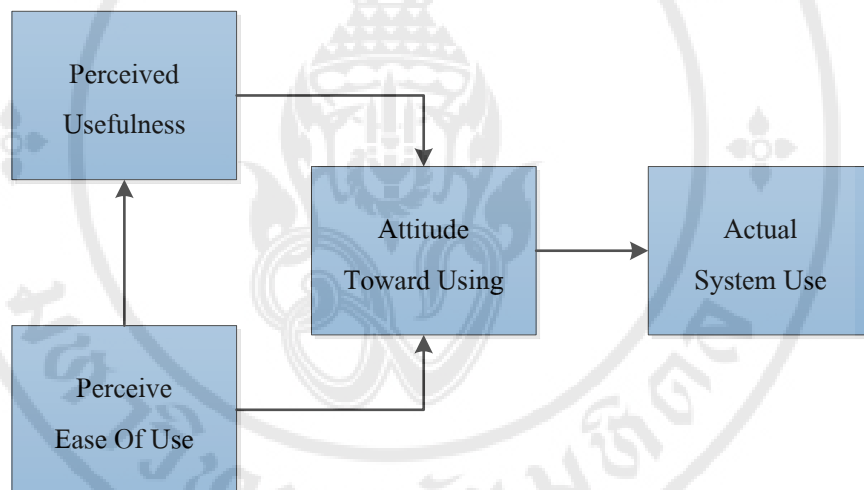 Perceived
Usefulness
Attitude
Toward Using
Actual
System Use
Perceive
Ease Of Use